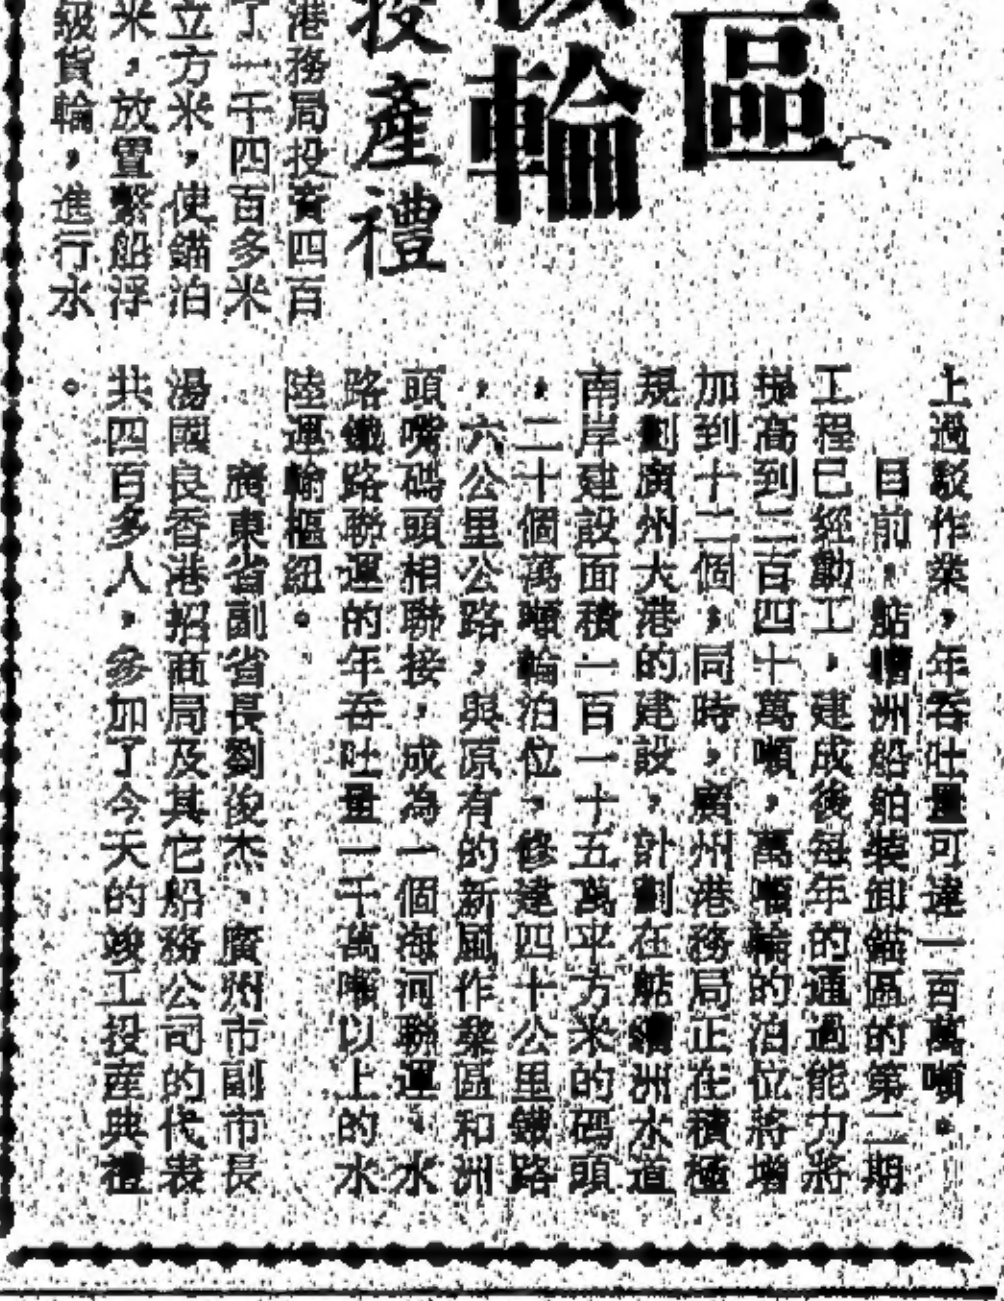 區
輪
投產禮
港務局投資四百
了一千四百多米
立方米，使錨泊
米，放置繫船浮
級貨輪，進行水
上過駁作業，年吞吐量可達一百萬噸。
目前，洲船舶裝卸錨區的第二期
工程已經動工，建成後每年的通過能力將
提高到二百四十萬噸，萬噸輪的泊位將增
加到十二個，同時，廣州港務局正在積極
規劃廣州大港的建設，計劃在洲水道
南岸建設面積一百一十五萬平方米的碼頭
，二十個萬噸輪泊位，修建四十公里鐵路
，六公里公路，與原有的新風作業區和洲
頭嘴碼頭相聯接，成為一個海河聯運、水
路鐵路聯運的年吞吐量一千萬噸以上的水
陸運輸樞紐。
廣東省副省長劉俊杰、廣州市副市長
湯國良香港招商局及其它船務公司的代表
共四百多人，參加了今天的竣工投產典禮
。